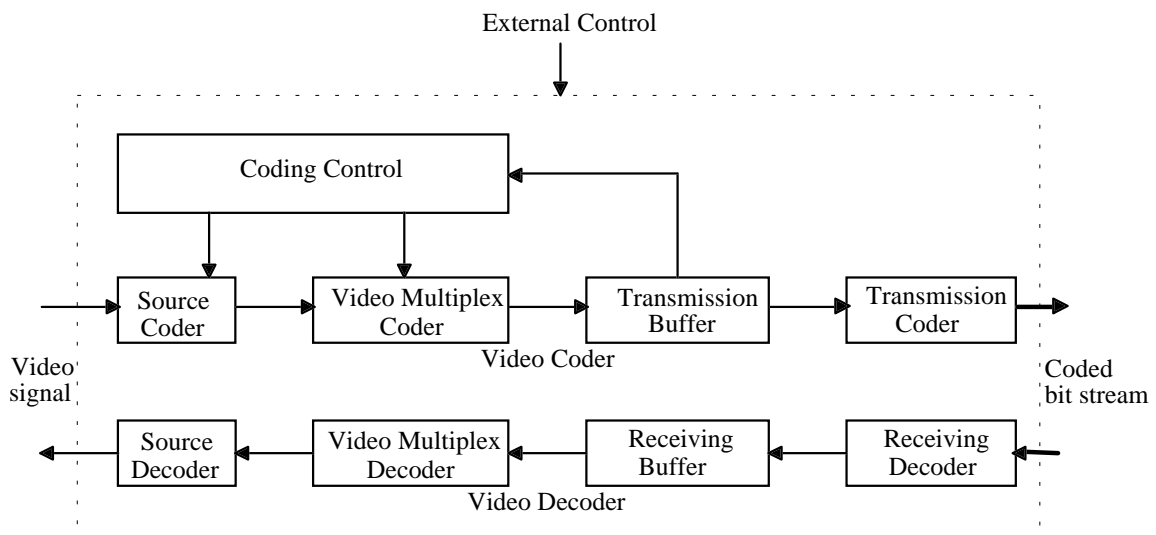 External Control
Coding Control
Source
Coder
Video Multiplex
Coder
Transmission
Buffer
Transmission
Coder
Video Coder
Video
signal
Coded
bit stream
Source
Decoder
Video Multiplex
Decoder
Receiving
Buffer
Receiving
Decoder
Video Decoder